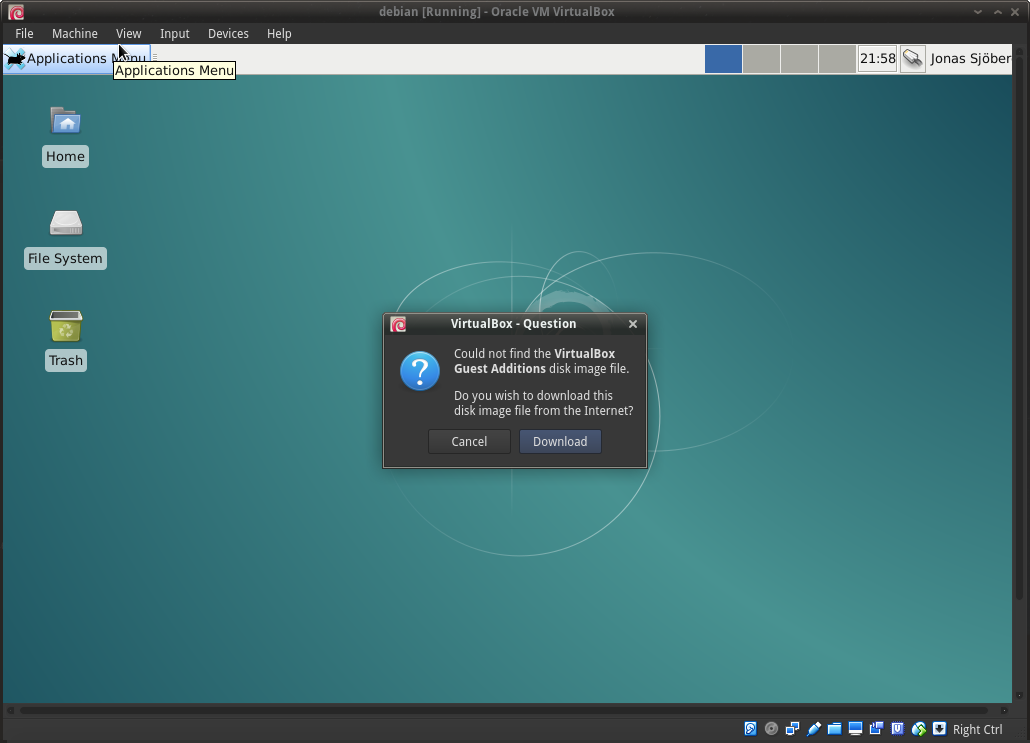 debian [Running] - Oracle VM VirtualBox
File Machine View Input Devices Help
Applications Menu
21:58
Jonas Sjöber
Applications Menu
Home
File System
Trash
VirtualBox - Question
Could not find the VirtualBox
Guest Additions disk image file.
Do you wish to download this
disk image file from the Internet?
Cancel
Download
Right Ctrl